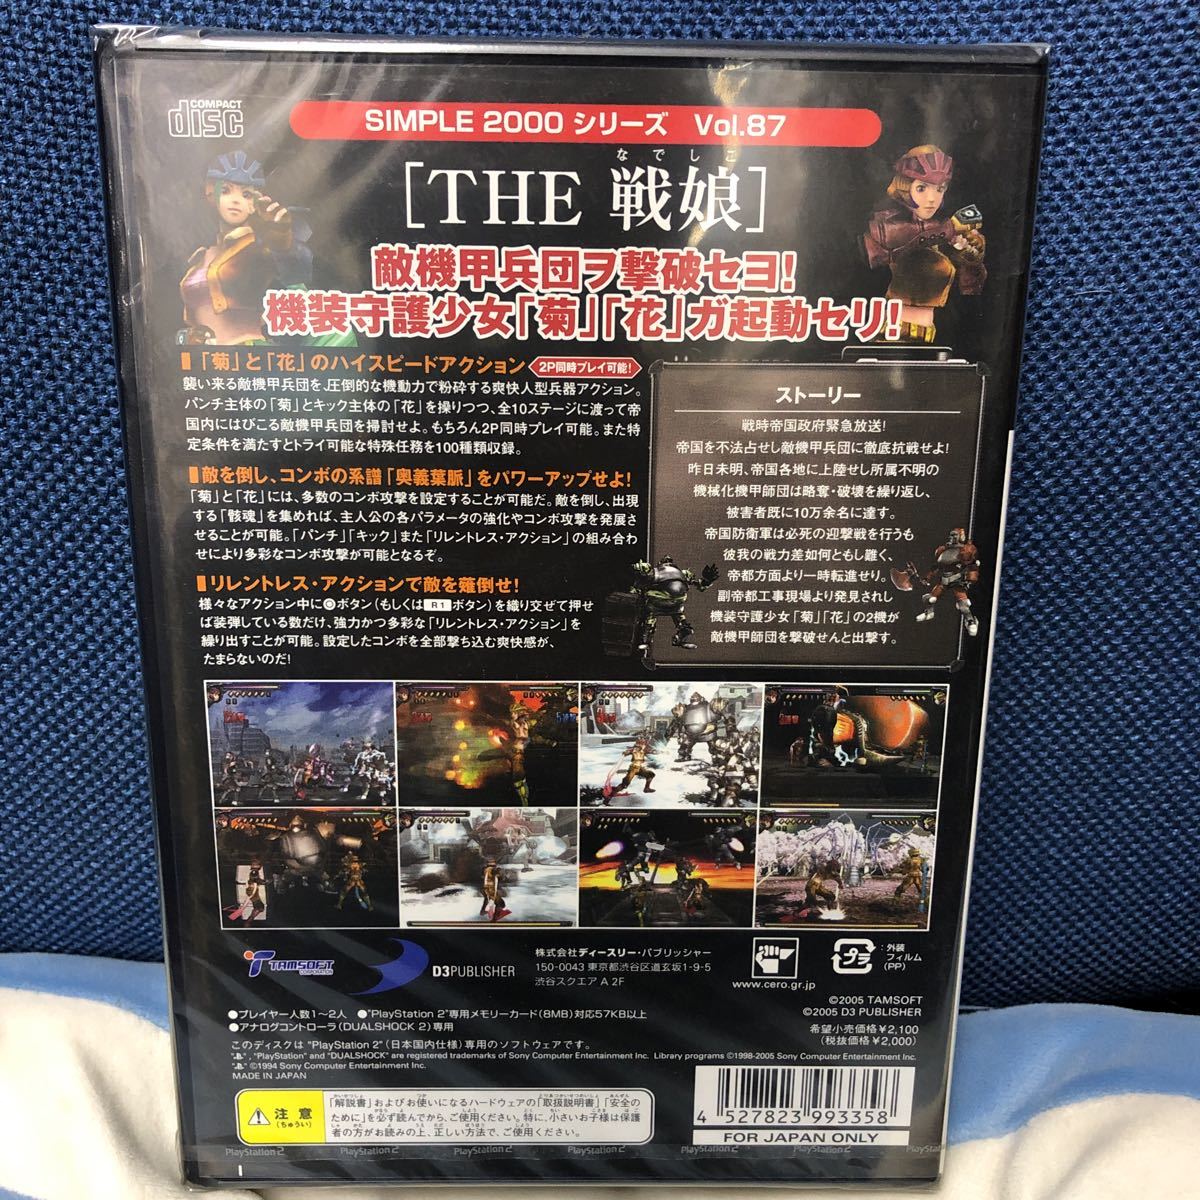 COMPACT
disc
SIMPLE 2000 シリーズ Vol.87
なでしこ
[THE 戦娘]
敵機甲兵団ヲ撃破セヨ!
機装守護少女「菊」「花」ガ起動セリ!
「菊」と「花」のハイスピードアクション 2P同時プレイ可能!
襲い来る敵機甲兵団を、圧倒的な機動力で粉砕する爽快人型兵器アクション。
パンチ主体の「菊」とキック主体の「花」を操りつつ、全10ステージに渡って帝
国内にはびこる敵機甲兵団を掃討せよ。もちろん2P同時プレイ可能。また特
定条件を満たすとトライ可能な特殊任務を100種類収録。
敵を倒し、コンボの系譜「奥義葉脈」をパワーアップせよ!
「菊」と「花」には、多数のコンボ攻撃を設定することが可能だ。敵を倒し、出現
する「骸魂」を集めれば、主人公の各パラメータの強化やコンボ攻撃を発展さ
せることが可能。「パンチ」「キック」また「リレントレス・アクション」の組み合わ
せにより多彩なコンボ攻撃が可能となるぞ。
リレントレス・アクションで敵を薙倒せ!
様々なアクション中に◎ボタン(もしくはR1ボタン)を織り交ぜて押せ
ば装弾している数だけ、強力かつ多彩な「リレントレス・アクション」を
繰り出すことが可能。設定したコンボを全部撃ち込む爽快感が、
たまらないのだ!
ストーリー
戦時帝国政府緊急放送!
帝国を不法占せし敵機甲兵団に徹底抗戦せよ!
昨日未明、帝国各地に上陸せし所属不明の
機械化機甲師団は略奪・破壊を繰り返し、
被害者既に10万余名に達す。
帝国防衛軍は必死の迎撃戦を行うも
彼我の戦力差如何ともし難く、
帝都方面より一時転進せり。
副帝都工事現場より発見されし
機装守護少女「菊」「花」の2機が
敵機甲師団を撃破せんと出撃す。
TAMSOFT
CORPORATION
D3PUBLISHER
株式会社ディースリー・パブリッシャー
150-0043 東京都渋谷区道玄坂1-9-5
渋谷スクエア A 2F
www.cero.gr.jp
プラ
:外装
フィルム
(PP)
©2005 TAMSOFT
©2005 D3 PUBLISHER
希望小売価格¥2,100
(税抜価格¥2,000)
●プレイヤー人数1～2人 ●"PlayStation 2"専用メモリーカード(8MB)対応57KB以上
●アナログコントローラ(DUALSHOCK 2)専用
このディスクは "PlayStation 2" (日本国内仕様) 専用のソフトウェアです。
", "PlayStation" and "DUALSHOCK" are registered trademarks of Sony Computer Entertainment Inc. Library programs ©1998-2005 Sony Computer Entertainment Inc.
" ©1994 Sony Computer Entertainment Inc.
MADE IN JAPAN
注意
(ちゅうい)
「解説書」およびお使いになるハードウェアの「取扱説明書」「安全の
ために」を必ず読んでから、ご使用ください。特に、小さいお子様は保護
者の方がお読みの上、正しい方法で、ご使用ください。
4 527823 993358
FOR JAPAN ONLY
PlayStation 2 PlayStation 2 PlayStation 2 PlayStation 2 PlayStation 2 PlayStation 2 PlayStation 2